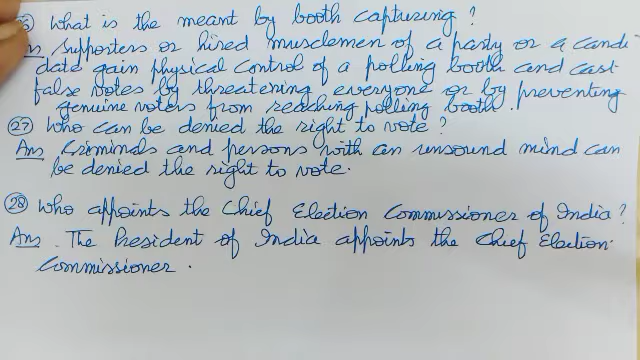 What is the meant by booth capturing ?
Supporters or hired musclemen of a party or a candi-
date gain physical control of a polling booth and cast
false votes by threatening everyone or by preventing
genuine voters from reaching polling booth .
27 Who can be denied the right to vote ?
Ans Criminals and persons with an unsound mind can
be denied the right to vote.
28 Who appoints the Chief Election Commissioner of India ?
Ans . The President of India appoints the Chief Election
Commissioner .